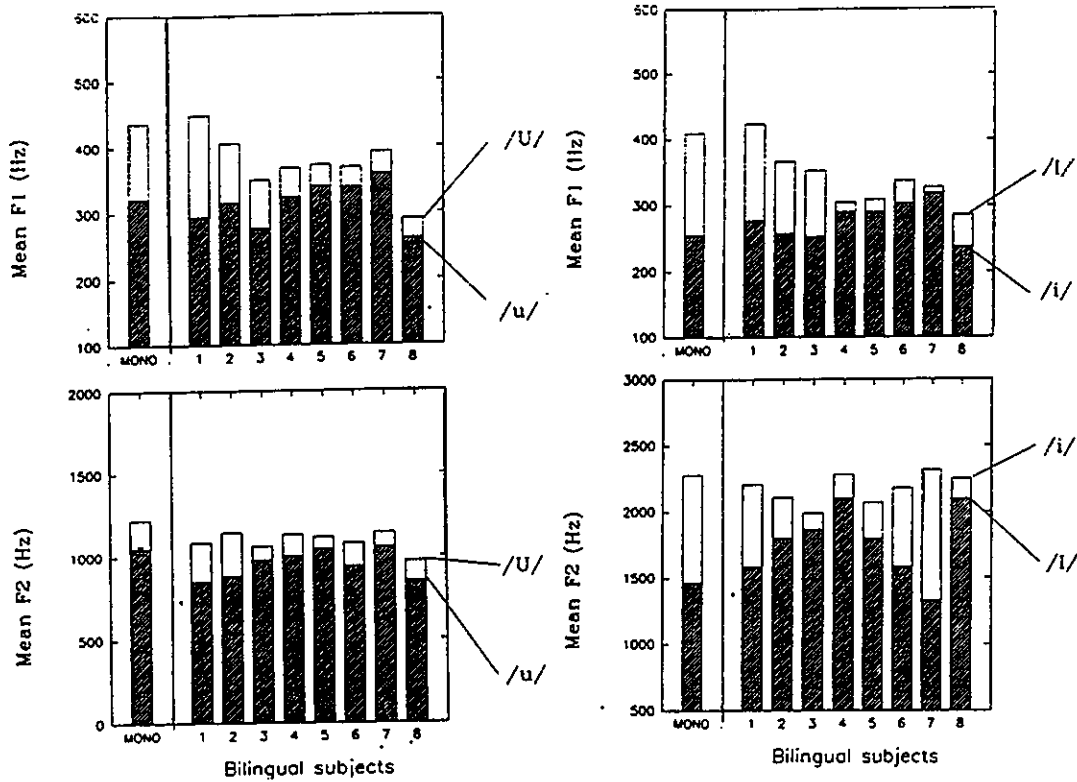 600
500
400
300
200
100
Mean F1 (Hz)
MONO 1 2 3 4 5 6 7 8
/U/
/u/
600
500
400
300
200
100
Mean F1 (Hz)
MONO 1 2 3 4 5 6 7 8
/I/
/i/
2000
1500
1000
500
0
Mean F2 (Hz)
MONO 1 2 3 4 5 6 7 8
Bilingual subjects
/U/
/u/
3000
2500
2000
1500
1000
500
Mean F2 (Hz)
MONO 1 2 3 4 5 6 7 8
Bilingual subjects
/i/
/I/